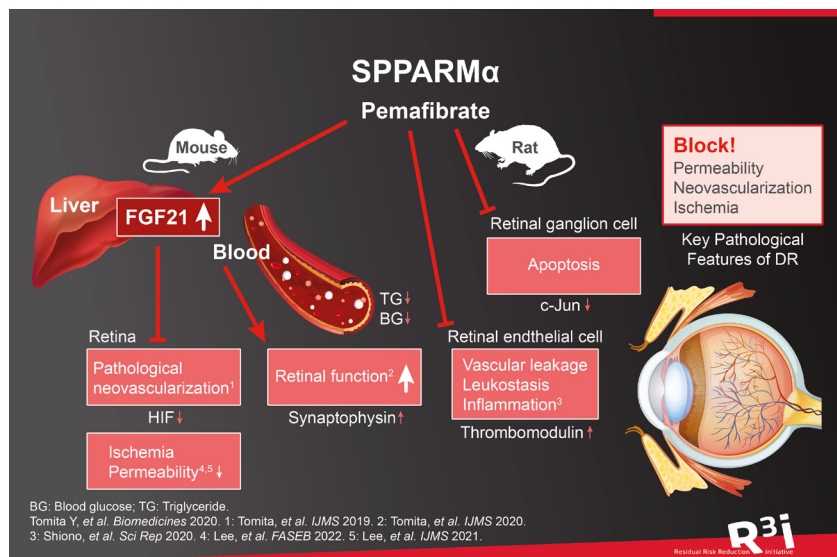 SPPARMα
Pemafibrate
Mouse
Rat
Liver
FGF21
Blood
TG↓
BG↓
Retina
Pathological
neovascularization1
HIF↓
Ischemia
Permeability4,5↓
Retinal function2
Synaptophysin↑
Retinal ganglion cell
Apoptosis
c-Jun↓
Retinal endthelial cell
Vascular leakage
Leukostasis
Inflammation3
Thrombomodulin↑
Block!
Permeability
Neovascularization
Ischemia
Key Pathological
Features of DR
BG: Blood glucose; TG: Triglyceride.
Tomita Y, et al. Biomedicines 2020. 1: Tomita, et al. IJMS 2019. 2: Tomita, et al. IJMS 2020.
3: Shiono, et al. Sci Rep 2020. 4: Lee, et al. FASEB 2022. 5: Lee, et al. IJMS 2021.
R3i
Residual Risk Reduction initiative